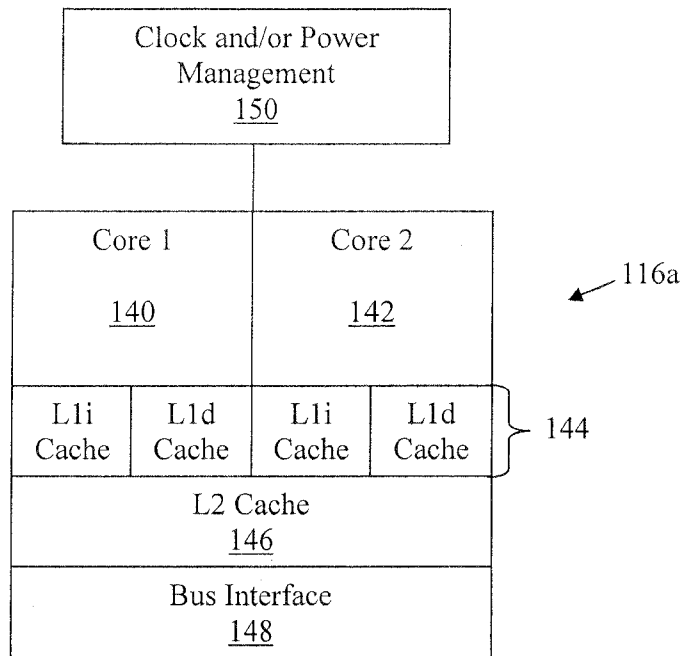 Clock and/or Power
Management
150
Core 1
Core 2
140
142
116a
L1i
Cache
L1d
Cache
L1i
Cache
L1d
Cache
144
L2 Cache
146
Bus Interface
148